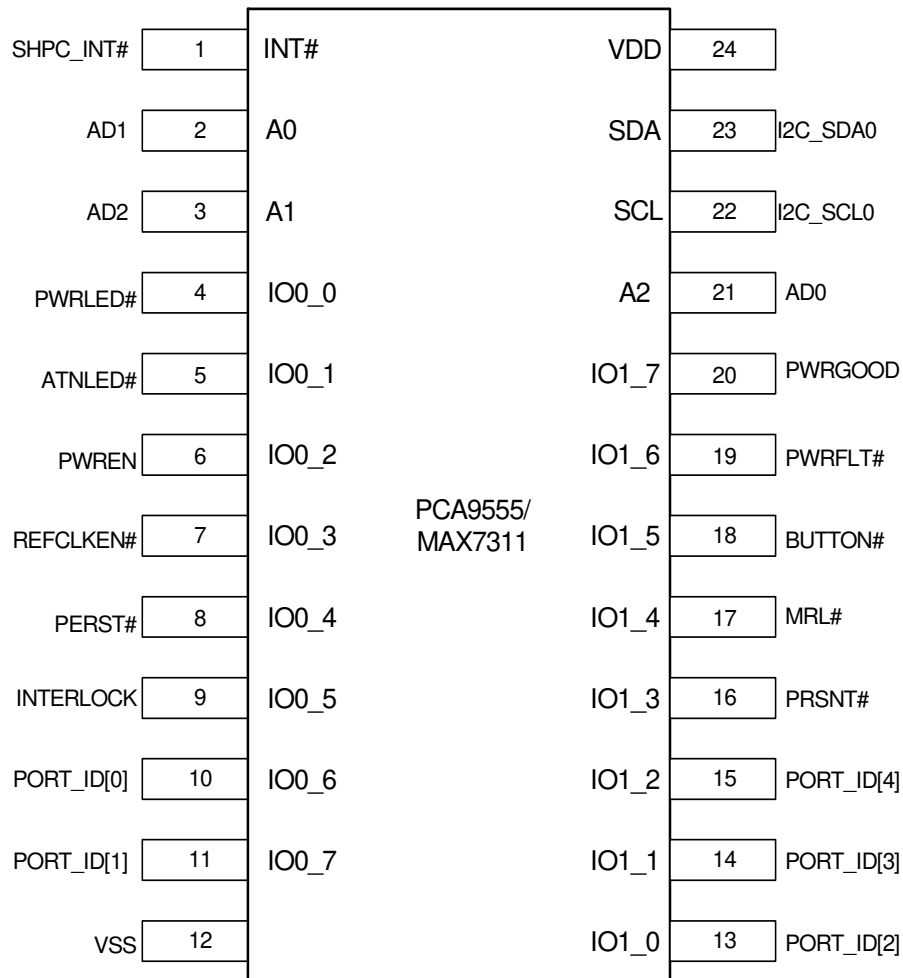 SHPC_INT# 1 INT# VDD 24
AD1 2 A0 SDA 23 I2C_SDA0
AD2 3 A1 SCL 22 I2C_SCL0
PWRLED# 4 IO0_0 A2 21 AD0
ATNLED# 5 IO0_1 IO1_7 20 PWRGOOD
PWREN 6 IO0_2 IO1_6 19 PWRFLT#
PCA9555/
MAX7311
REFCLKEN# 7 IO0_3 IO1_5 18 BUTTON#
PERST# 8 IO0_4 IO1_4 17 MRL#
INTERLOCK 9 IO0_5 IO1_3 16 PRSNT#
PORT_ID[0] 10 IO0_6 IO1_2 15 PORT_ID[4]
PORT_ID[1] 11 IO0_7 IO1_1 14 PORT_ID[3]
VSS 12 IO1_0 13 PORT_ID[2]